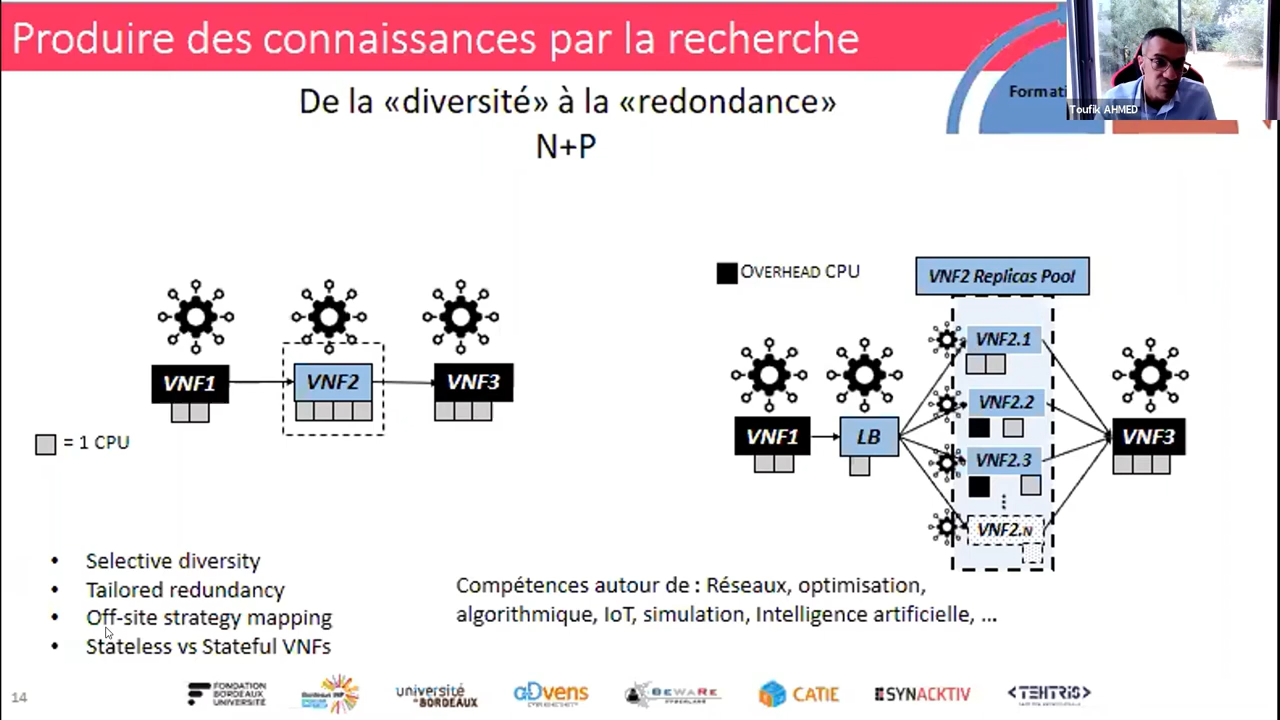 Produire des connaissances par la recherche
De la «diversité» à la «redondance»
N+P
Toufik AHMED
VNF1
VNF2
VNF3
= 1 CPU
OVERHEAD CPU
VNF2 Replicas Pool
VNF1
LB
VNF2.1
VNF2.2
VNF2.3
VNF2.N
VNF3
• Selective diversity
• Tailored redundancy
• Off-site strategy mapping
• Stateless vs Stateful VNFs
Compétences autour de : Réseaux, optimisation,
algorithmique, IoT, simulation, Intelligence artificielle, ...
14
FONDATION
BORDEAUX
UNIVERSITÉ
Bordeaux INP
université
de BORDEAUX
aDvens
BEWARE
CYBERLAND
CATIE
SYNACKTIV
<TEHTRIS>